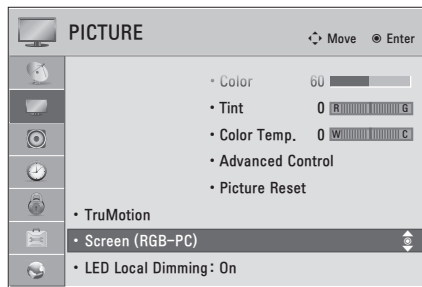 PICTURE
Move Enter
• Color 60
• Tint 0 R G
• Color Temp. 0 W C
• Advanced Control
• Picture Reset
• TruMotion
• Screen (RGB-PC)
• LED Local Dimming: On